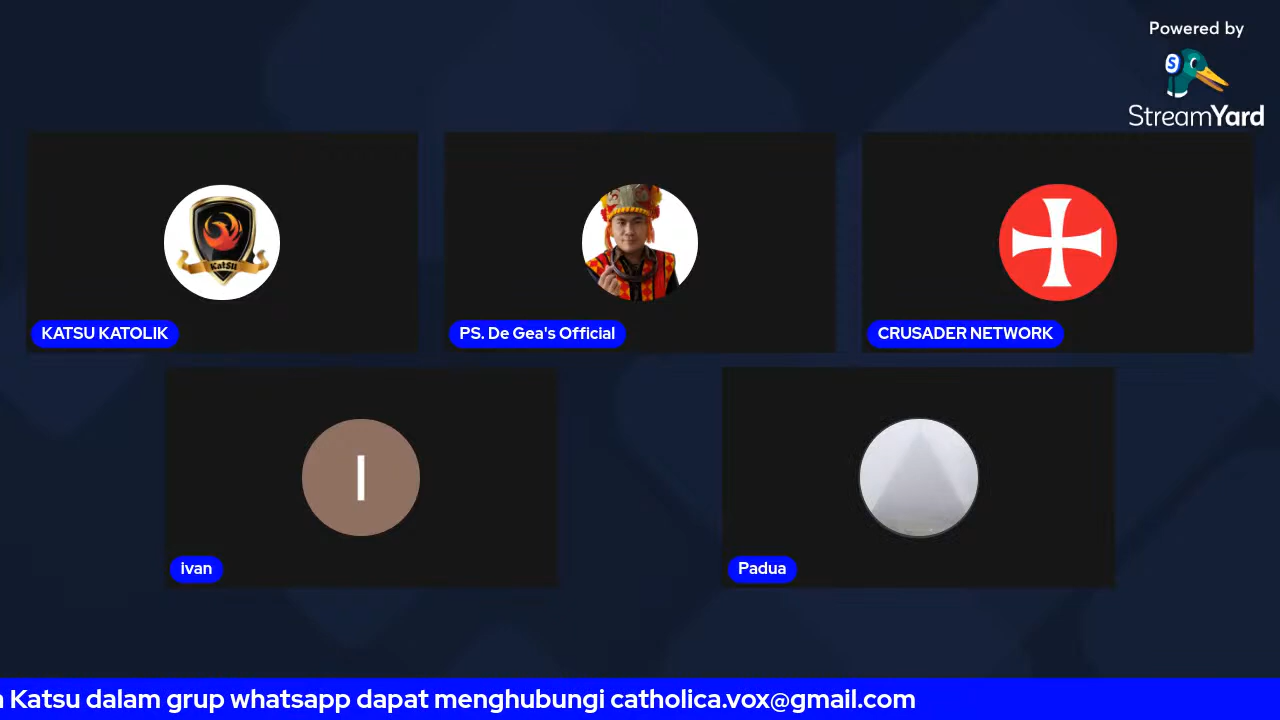 Powered by
S
StreamYard
KatSu
KATSU KATOLIK
PS. De Gea's Official
CRUSADER NETWORK
I
ivan
Padua
Katsu dalam grup whatsapp dapat menghubungi catholica.vox@gmail.com